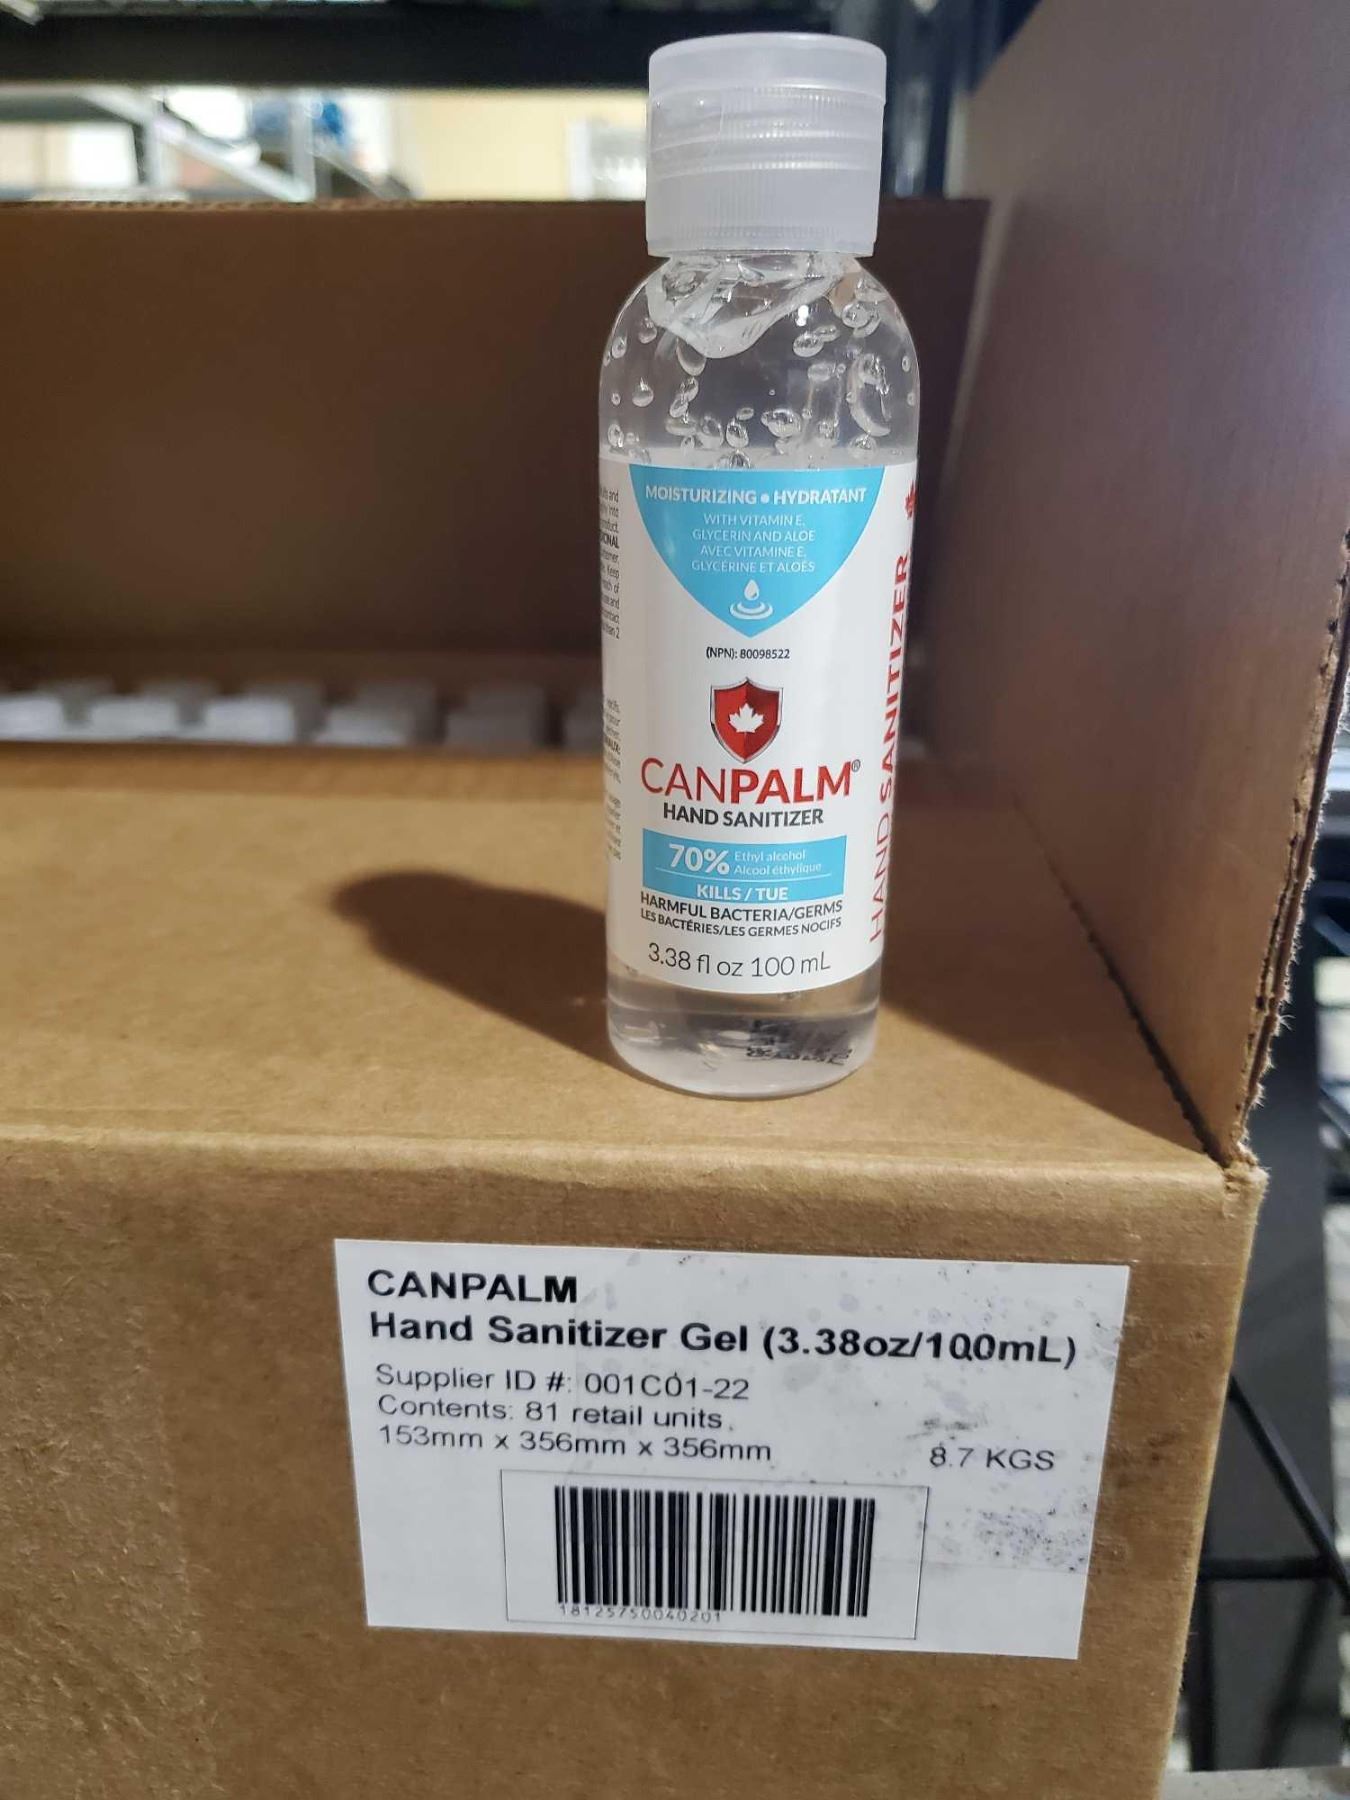 MOISTURIZING • HYDRATANT
WITH VITAMIN E,
GLYCERIN AND ALOE
AVEC VITAMINE E,
GLYCÉRINE ET ALOÈS
(NPN): 80098522
CANPALM®
HAND SANITIZER
70% Ethyl alcohol
Alcool éthylique
KILLS / TUE
HARMFUL BACTERIA/GERMS
LES BACTÉRIES/LES GERMES NOCIFS
3.38 fl oz 100 mL
HAND SANITIZER
CANPALM
Hand Sanitizer Gel (3.38oz/100mL)
Supplier ID #: 001C01-22
Contents: 81 retail units
153mm x 356mm x 356mm
8.7 KGS
18125750040201